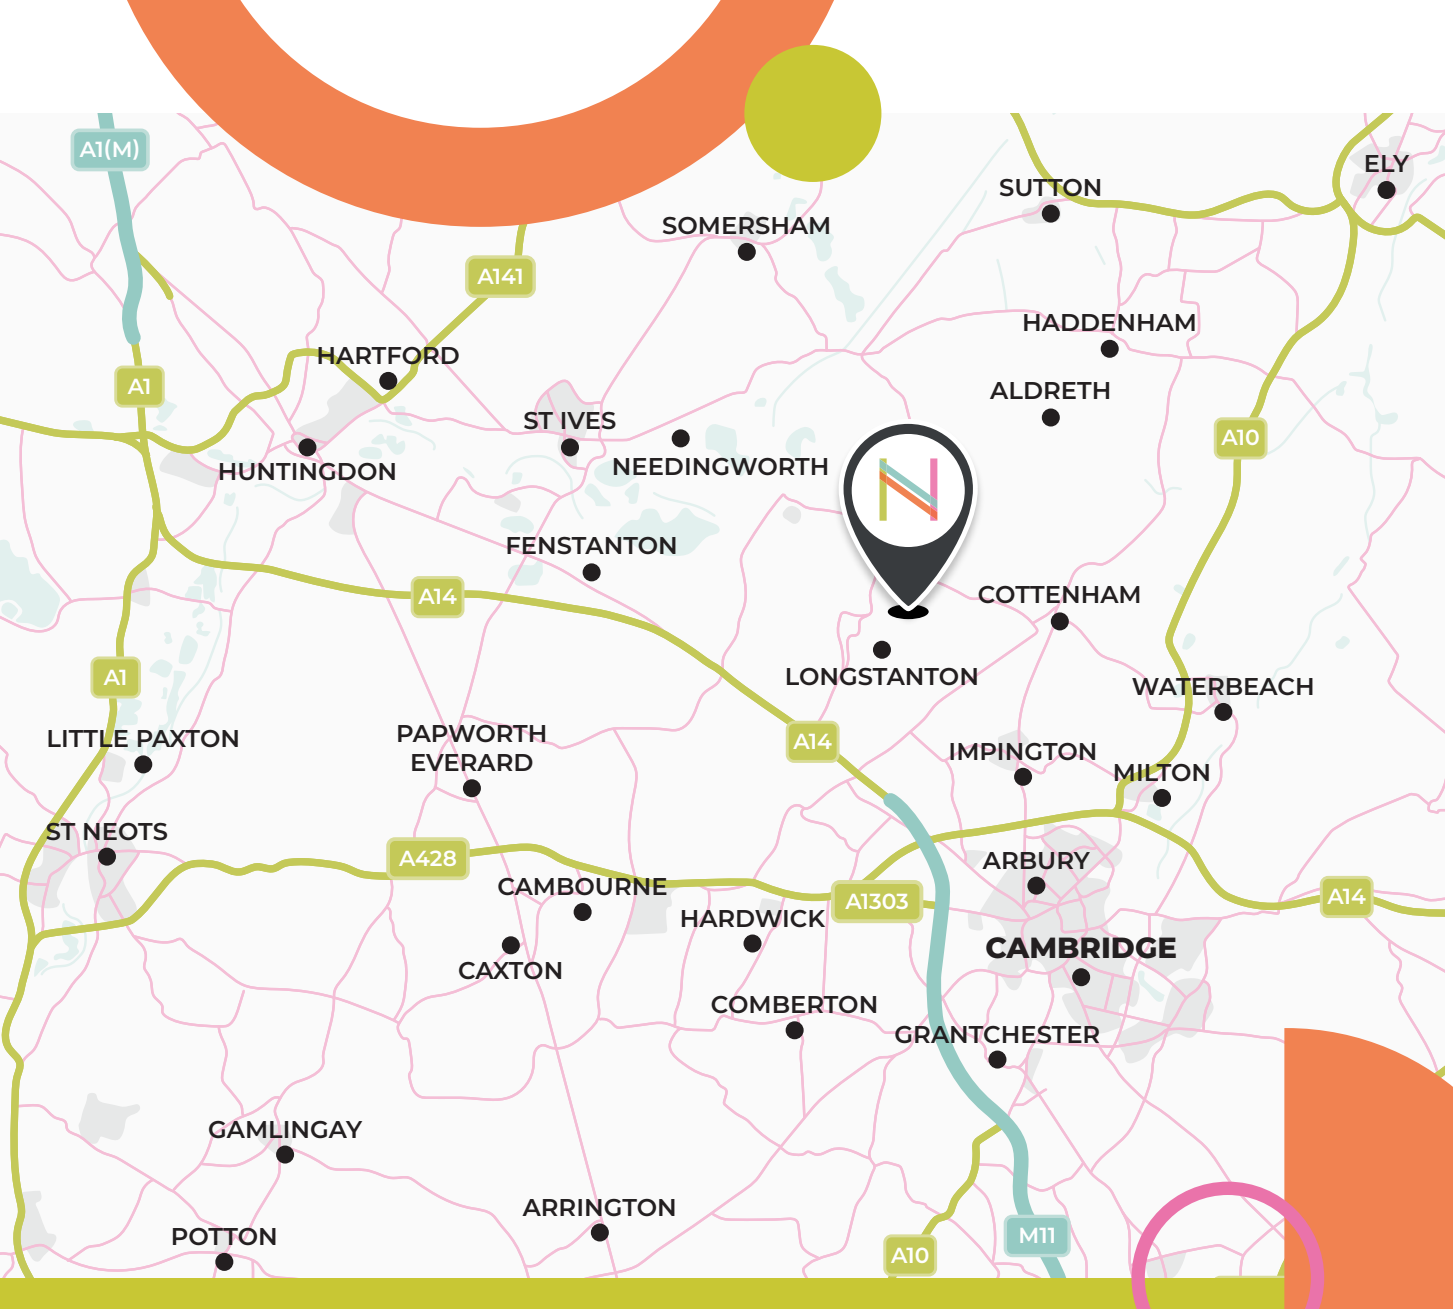 A1(M)
ELY
SUTTON
SOMERSHAM
A141
HADDENHAM
HARTFORD
A1
ALDRETH
ST IVES
A10
NEEDINGWORTH
HUNTINGDON
N
FENSTANTON
A14
COTTENHAM
A1
LONGSTANTON
WATERBEACH
LITTLE PAXTON
PAPWORTH
EVERARD
A14
IMPINGTON
MILTON
ST NEOTS
A428
ARBURY
CAMBOURNE
A1303
A14
HARDWICK
CAMBRIDGE
CAXTON
COMBERTON
GRANTCHESTER
GAMLINGAY
ARRINGTON
POTTON
M11
A10